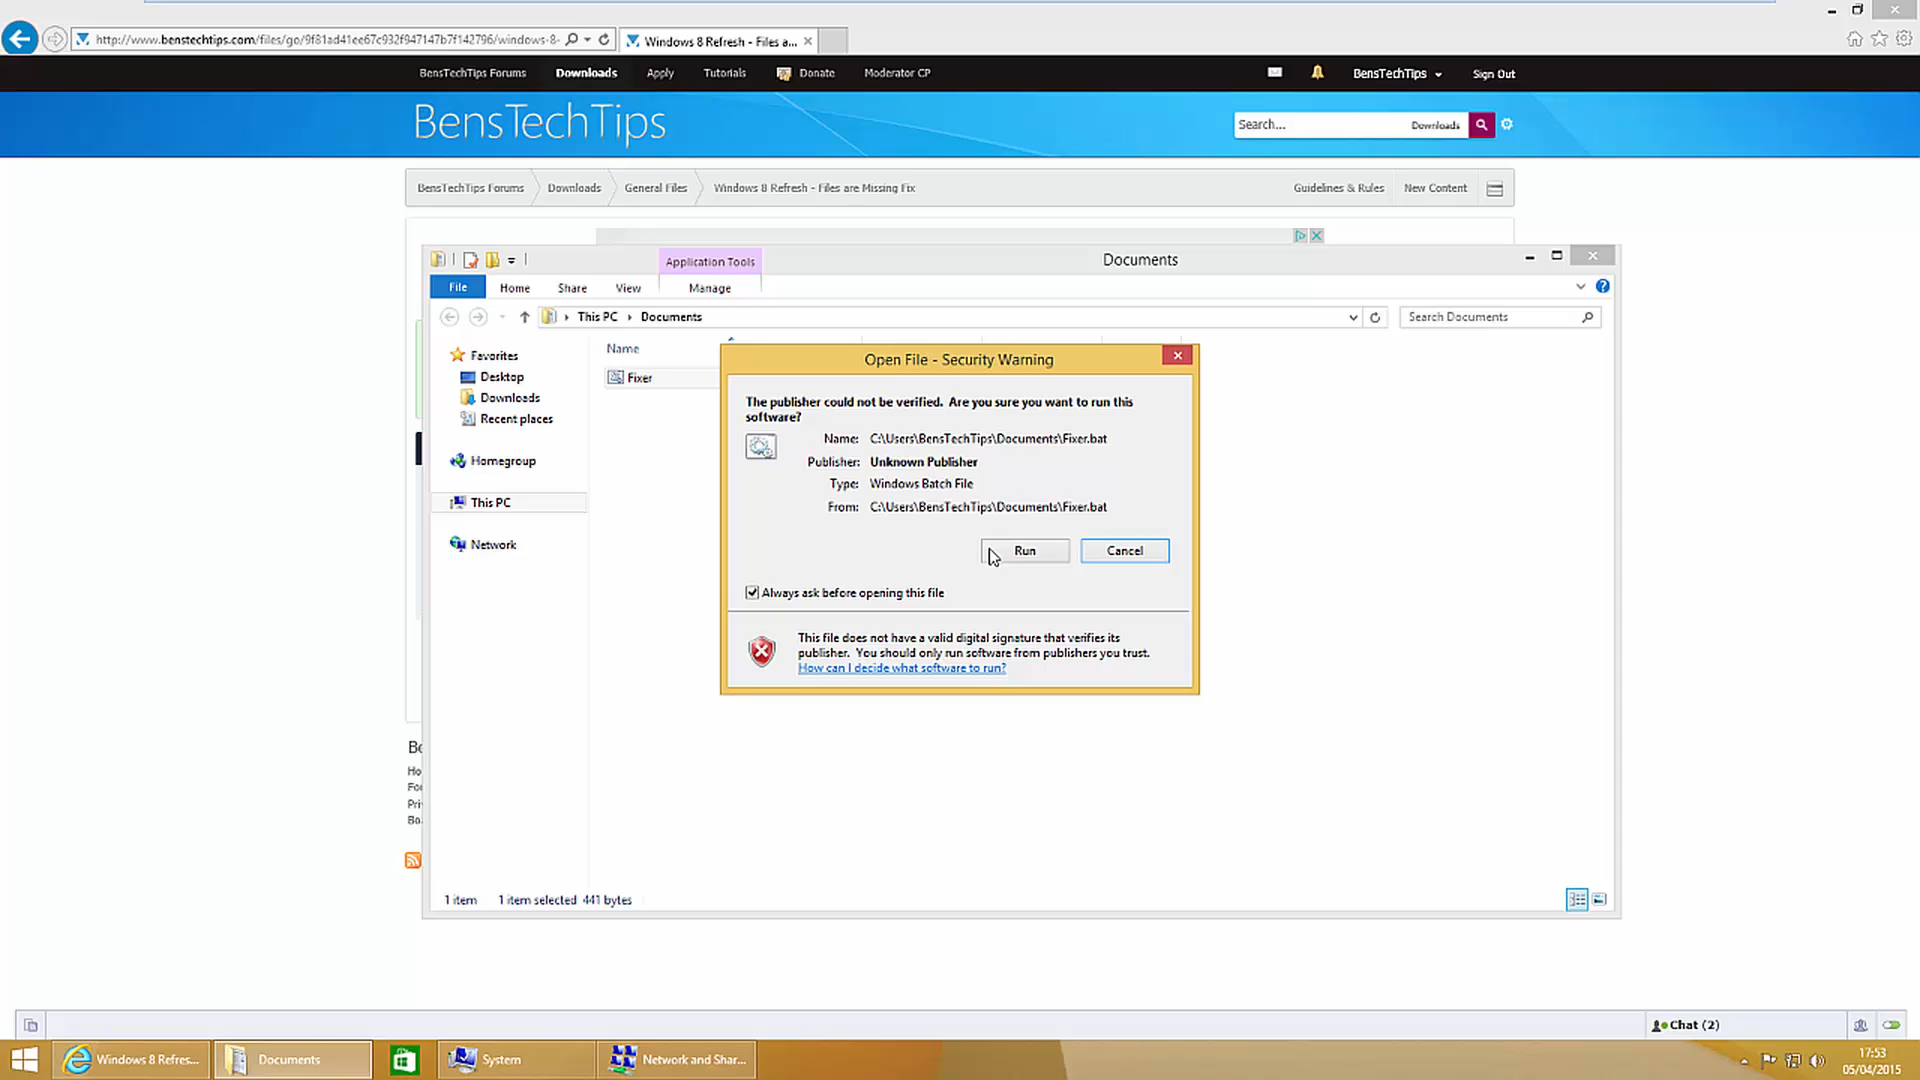 http://www.benstechtips.com/files/go/9f81ad41ee67c932f947147b7f142796/windows-8-
Windows 8 Refresh - Files a...
BensTechTips Forums Downloads Apply Tutorials Donate Moderator CP BensTechTips Sign Out
BensTechTips
Search... Downloads
BensTechTips Forums Downloads General Files Windows 8 Refresh - Files are Missing Fix Guidelines & Rules New Content
Application Tools Documents
File Home Share View Manage
This PC Documents Search Documents
Name
Favorites
Desktop
Downloads
Recent places
Homegroup
This PC
Network
Fixer
Open File - Security Warning
The publisher could not be verified. Are you sure you want to run this
software?
Name: C:\Users\BensTechTips\Documents\Fixer.bat
Publisher: Unknown Publisher
Type: Windows Batch File
From: C:\Users\BensTechTips\Documents\Fixer.bat
Run Cancel
Always ask before opening this file
This file does not have a valid digital signature that verifies its
publisher. You should only run software from publishers you trust.
How can I decide what software to run?
Be
Ho
For
Pri
Boa
1 item 1 item selected 441 bytes
Chat (2)
Windows 8 Refres... Documents System Network and Shar...
17:53
05/04/2015